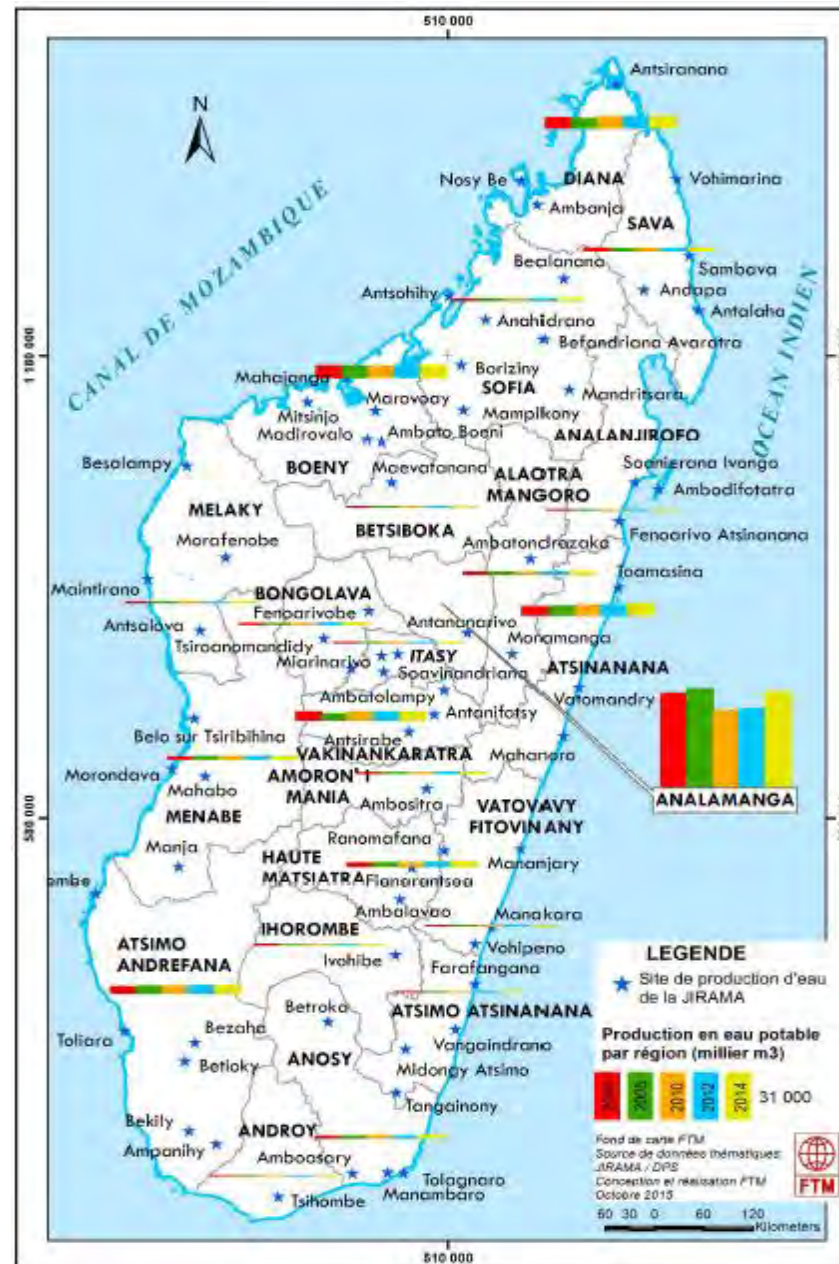 510 000
Antsiranana
N
Nosy Be
DIANA
Vohimarina
Ambanja
SAVA
CANAL DE MOZAMBIQUE
Bealanana
Sambava
Antsohihy
Andapa
Antalaha
Anahidrano
Befandriana Avaratra
1 180 000
Mahajanga
Boriziny
SOFIA
OCEAN INDIEN
Marovoay
Mandritsara
Mitsinjo
Mampikony
Madirovalo
Ambato Boeni
ANALANJIROFO
BOENY
Maevatanana
Besalampy
ALAOTRA
MANGORO
Soanierana Ivongo
Ambodifotatra
MELAKY
BETSIBOKA
Fenoarivo Atsinanana
Morafenobe
Ambatondrazaka
Maintirano
BONGOLAVA
Toamasina
Fenoarivobe
Antsalova
Antananarivo
Tsiroanomandidy
Moramanga
Miarinarivo
ITASY
ATSINANANA
Soavinandriana
Ambatolampy
Vatomandry
Antanifotsy
Belo sur Tsiribihina
Antsirabe
Mahanoro
VAKINANKARATRA
Morondava
Mahabo
AMORON' I
MANIA
Ambositra
ANALAMANGA
MENABE
VATOVAVY
FITOVINANY
Ranomafana
Manja
HAUTE
MATSIATRA
Mananjary
Fianarantsoa
ombe
Ambalavao
Manakara
IHOROMBE
ATSIMO
ANDREFANA
Ivohibe
Vohipeno
Farafangana
Betroka
ATSIMO ATSINANANA
Toliara
Bezaha
Vangaindrano
Betioky
ANOSY
Midongy Atsimo
Tangainony
Bekily
ANDROY
Ampanihy
Amboasary
Tolagnaro
Manambaro
Tsihombe
LEGENDE
Site de production d'eau
de la JIRAMA
Production en eau potable
par région (millier m3)
2005
2010
2012
2014
31 000
Fond de carte FTM
Source de données thématiques:
JIRAMA / DPS
Conception et réalisation FTM
Octobre 2015
FTM
60 30 0 60 120
Kilometers
510 000